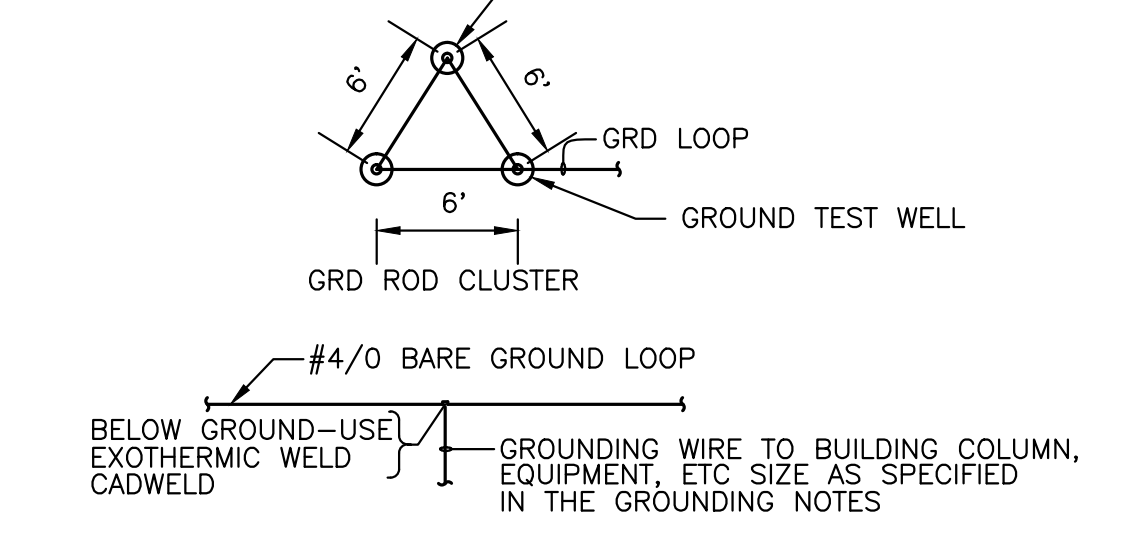 6'
6'
GRD LOOP
6'
GROUND TEST WELL
GRD ROD CLUSTER
#4/0 BARE GROUND LOOP
BELOW GROUND-USE
EXOTHERMIC WELD
CADWELD
GROUNDING WIRE TO BUILDING COLUMN,
EQUIPMENT, ETC SIZE AS SPECIFIED
IN THE GROUNDING NOTES